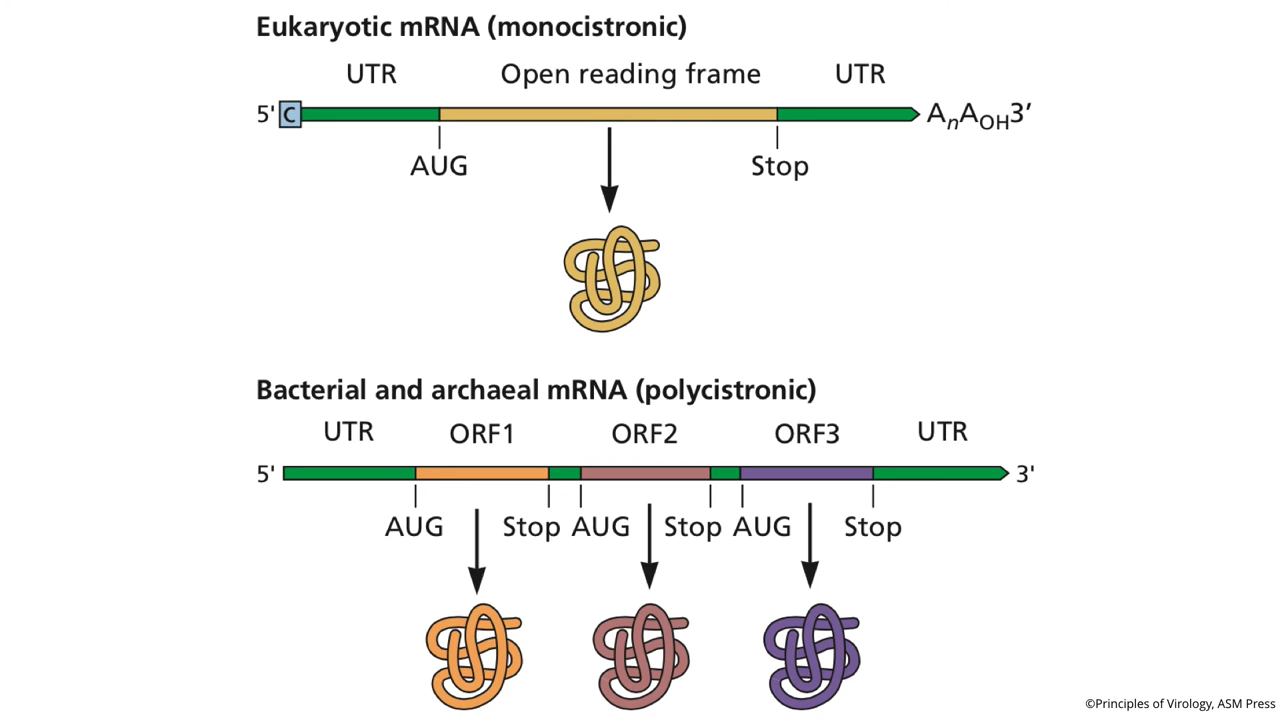 Eukaryotic mRNA (monocistronic)
UTR Open reading frame UTR
5' C AnAOH3′
AUG Stop
Bacterial and archaeal mRNA (polycistronic)
UTR ORF1 ORF2 ORF3 UTR
5' 3'
AUG Stop AUG Stop AUG Stop
©Principles of Virology, ASM Press